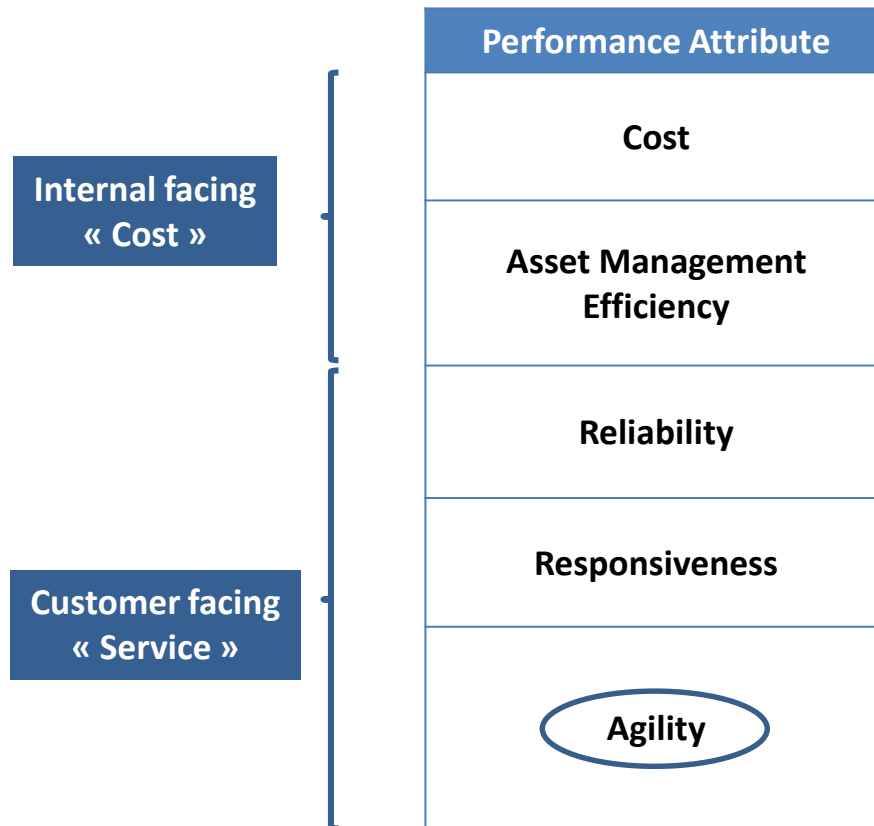 Performance Attribute
Cost
Internal facing
« Cost »
Asset Management
Efficiency
Reliability
Responsiveness
Customer facing
« Service »
Agility